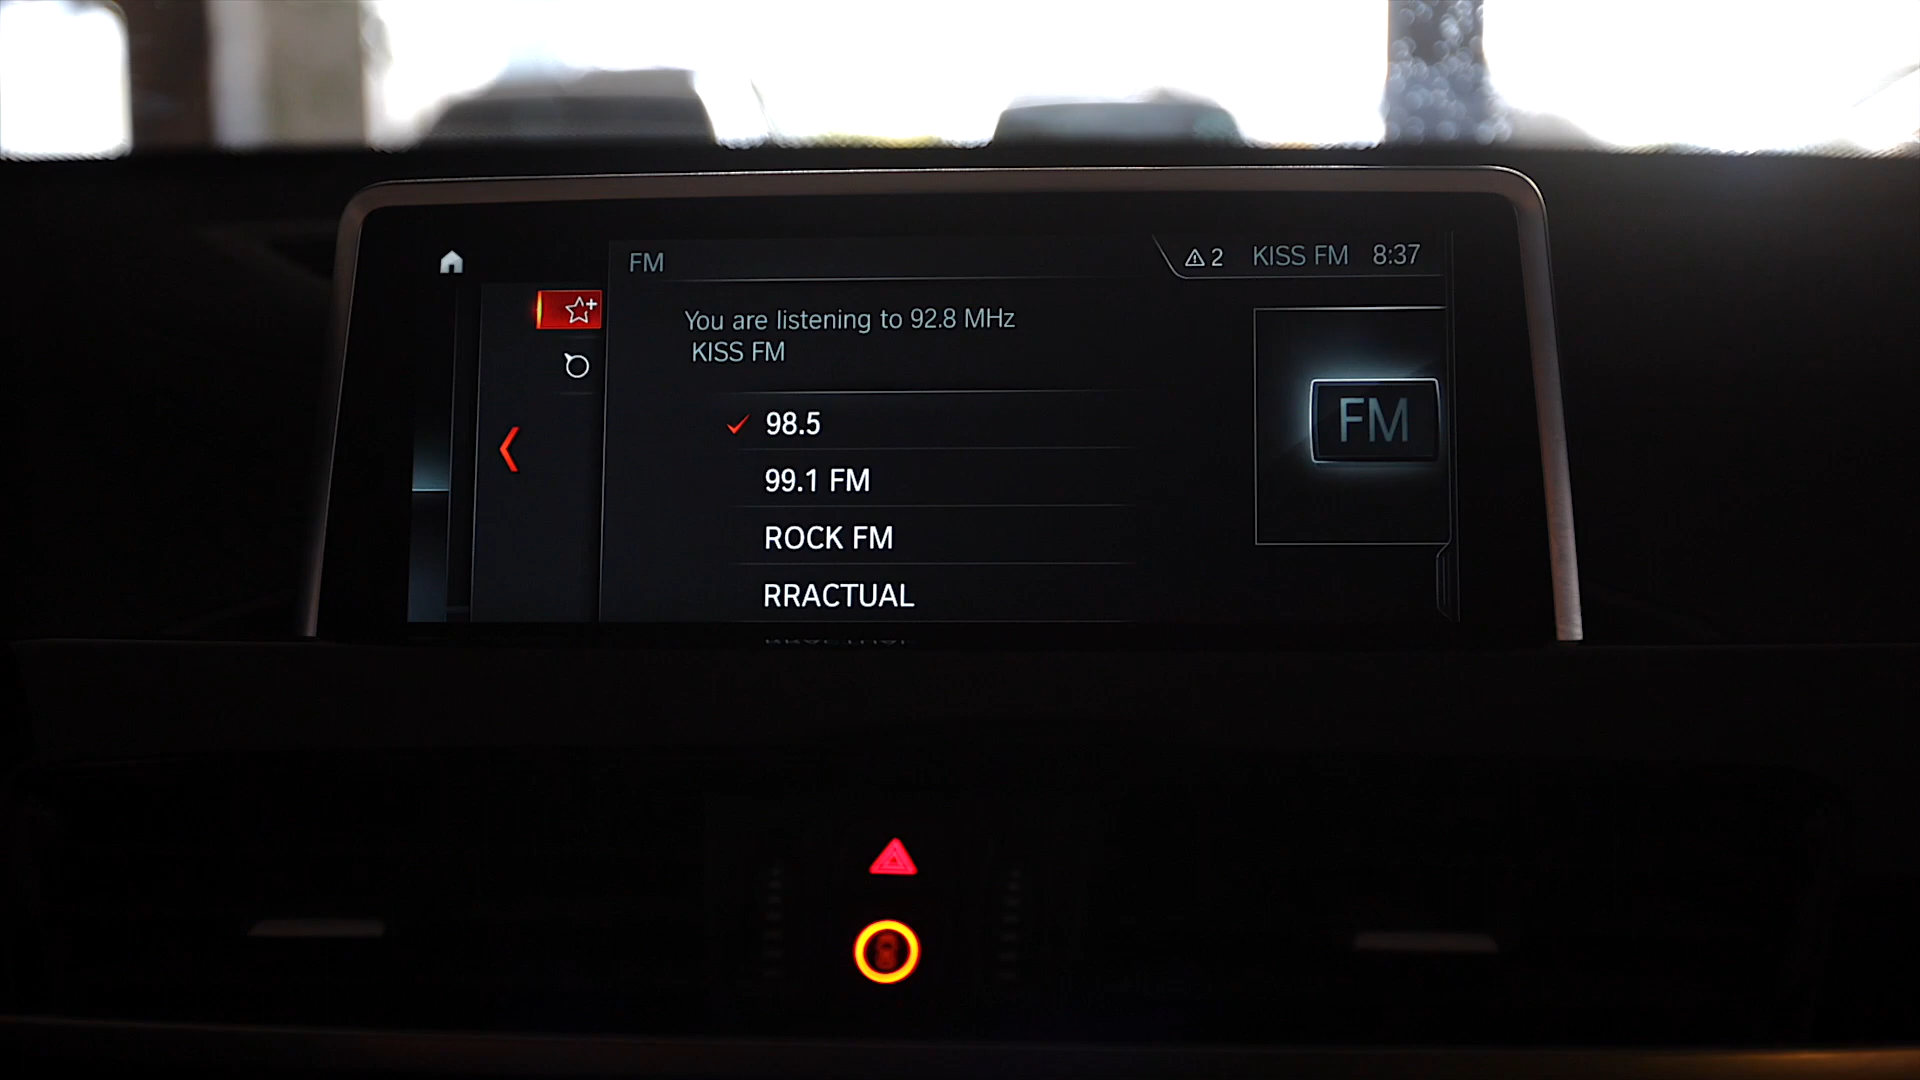 FM
2 KISS FM 8:37
You are listening to 92.8 MHz
KISS FM
98.5
99.1 FM
ROCK FM
RRACTUAL
FM